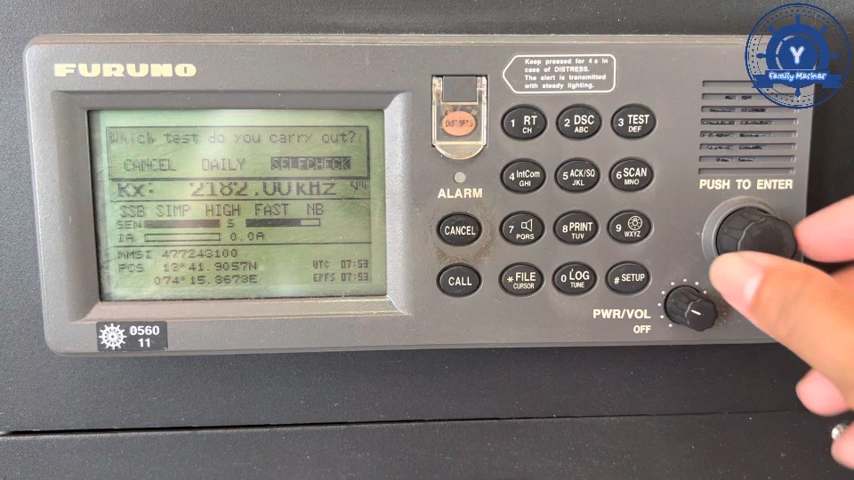 FURUNO
Which test do you carry out?
CANCEL DAILY SELFCHECK
Rx: 2182.00kHz
SSB SIMP HIGH FAST NB
SEN S
IA 0.0A
MMSI 477243100
POS 13°41.9057N UTC 07:53
074°15.3673E EPFS 07:53
0560
11
Keep pressed for 4 s in
case of DISTRESS.
The alert is transmitted
with steady lighting.
DISTRESS
ALARM
1 RT
CH
2 DSC
ABC
3 TEST
DEF
4 IntCom
GHI
5 ACK/SQ
JKL
6 SCAN
MNO
CANCEL
7
PQRS
8 PRINT
TUV
9
WXYZ
CALL
* FILE
CURSOR
0 LOG
TUNE
# SETUP
PUSH TO ENTER
PWR/VOL
OFF
Y
Family Mariner